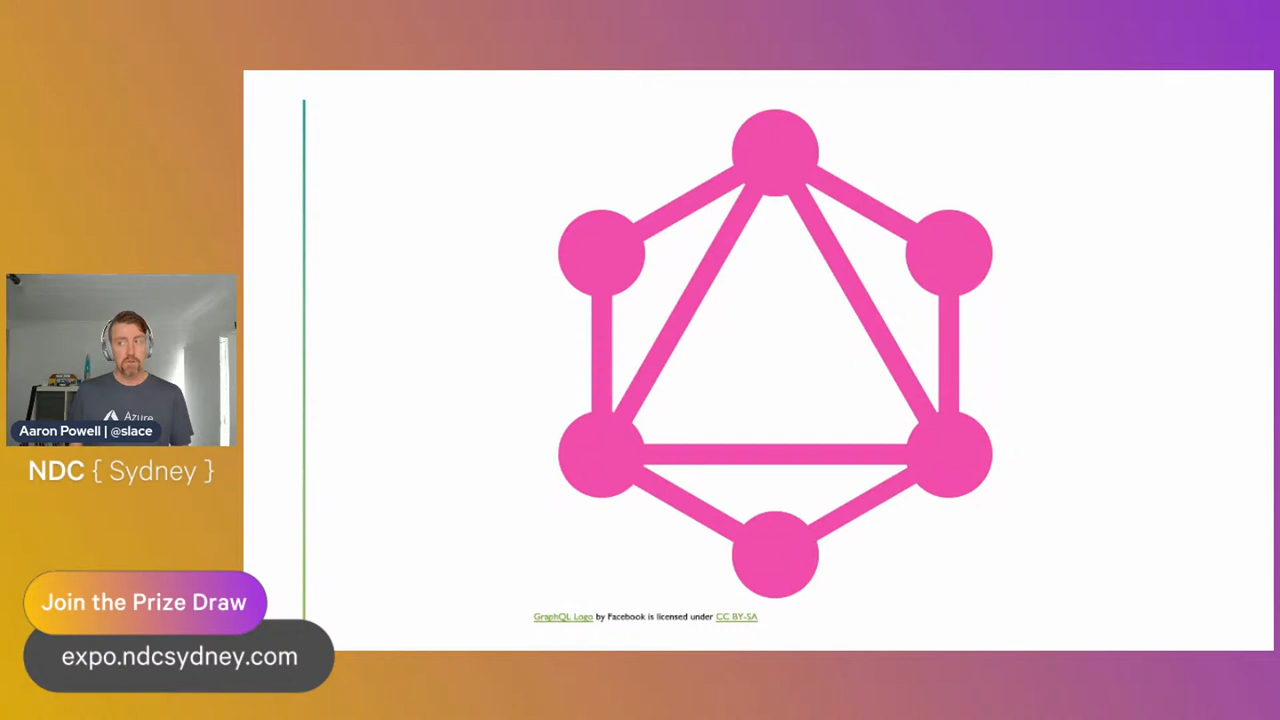 Azure
Aaron Powell | @slace
NDC { Sydney }
Join the Prize Draw
expo.ndcsydney.com
GraphQL Logo by Facebook is licensed under CC BY-SA